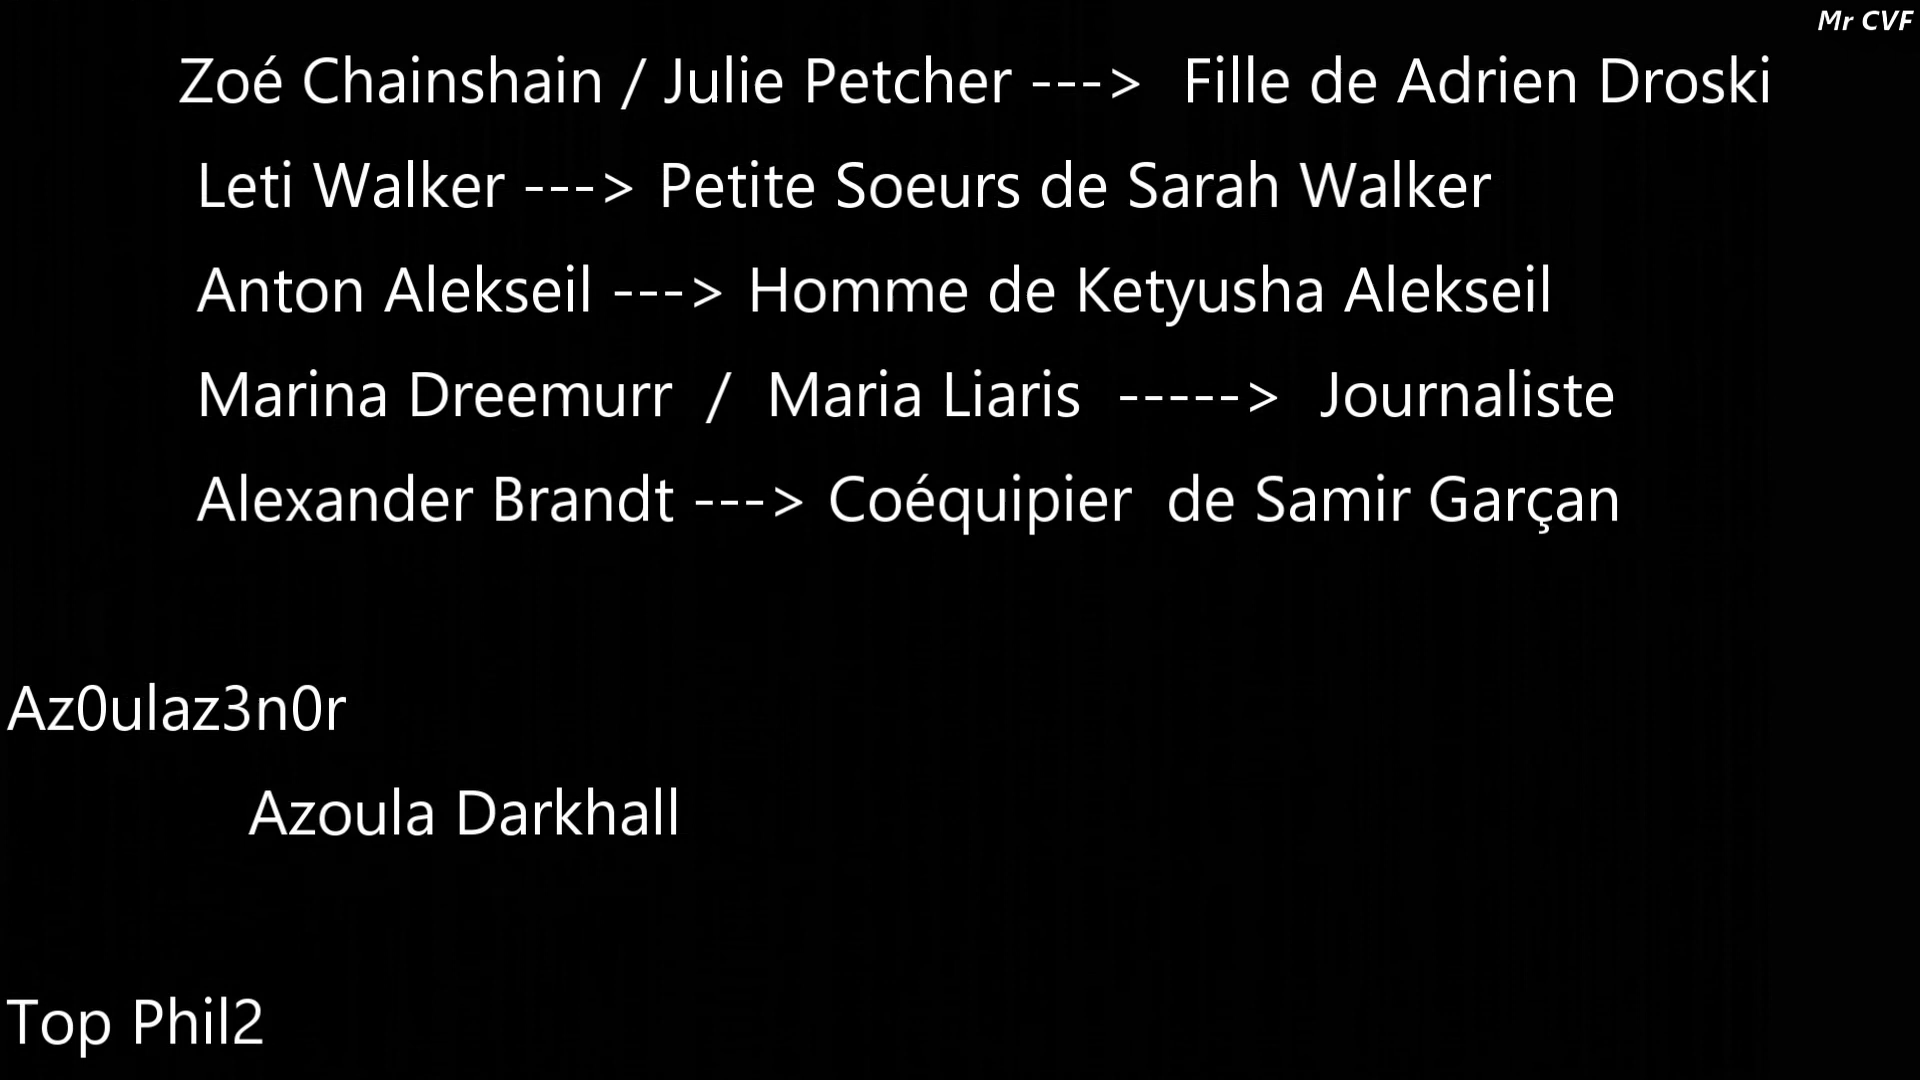 Mr CVF
Zoé Chainshain / Julie Petcher ---> Fille de Adrien Droski
Leti Walker ---> Petite Soeurs de Sarah Walker
Anton Alekseil ---> Homme de Ketyusha Alekseil
Marina Dreemurr / Maria Liaris -----> Journaliste
Alexander Brandt ---> Coéquipier de Samir Garçan
Az0ulaz3n0r
Azoula Darkhall
Top Phil2